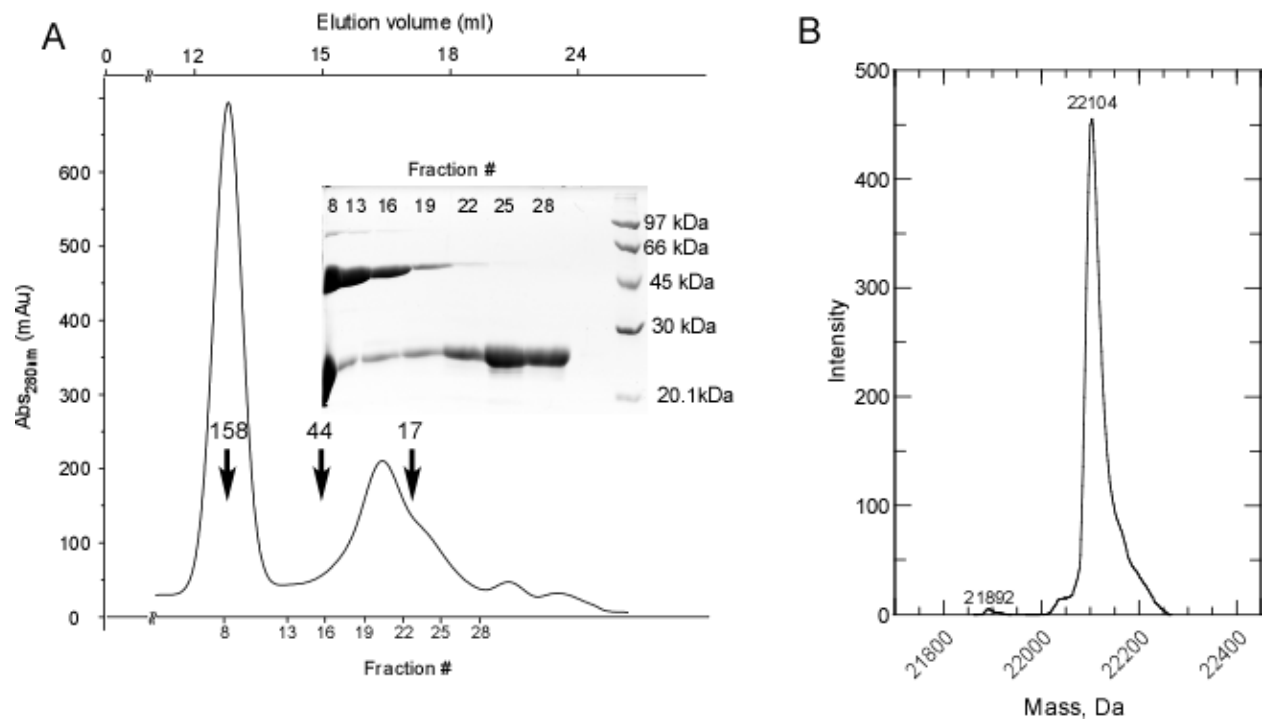 A
Elution volume (ml)
0 12 15 18 24
Abs280nm (mAu)
600
500
400
300
200
100
0
Fraction #
8 13 16 19 22 25 28
97 kDa
66 kDa
45 kDa
30 kDa
20.1kDa
158 44 17
8 13 16 19 22 25 28
Fraction #
B
500
400
300
200
100
0
Intensity
22104
21892
21800 22000 22200 22400
Mass, Da